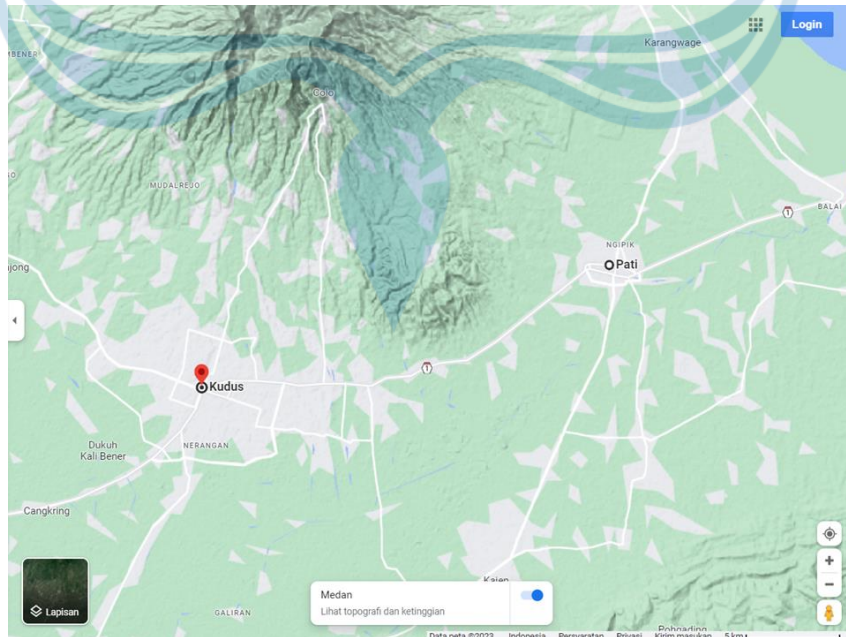 Login
Karangwage
BENER
Colo
MUDALREJO
BALAI
1
NGIPIK
Pati
jong
1
Kudus
Dukuh
Kali Bener
NERANGAN
Cangkring
Kajen
Medan
Lihat topografi dan ketinggian
Lapisan
GALIRAN
Pohgading
Data peta ©2023 Indonesia Persyaratan Privasi Kirim masukan 5 km